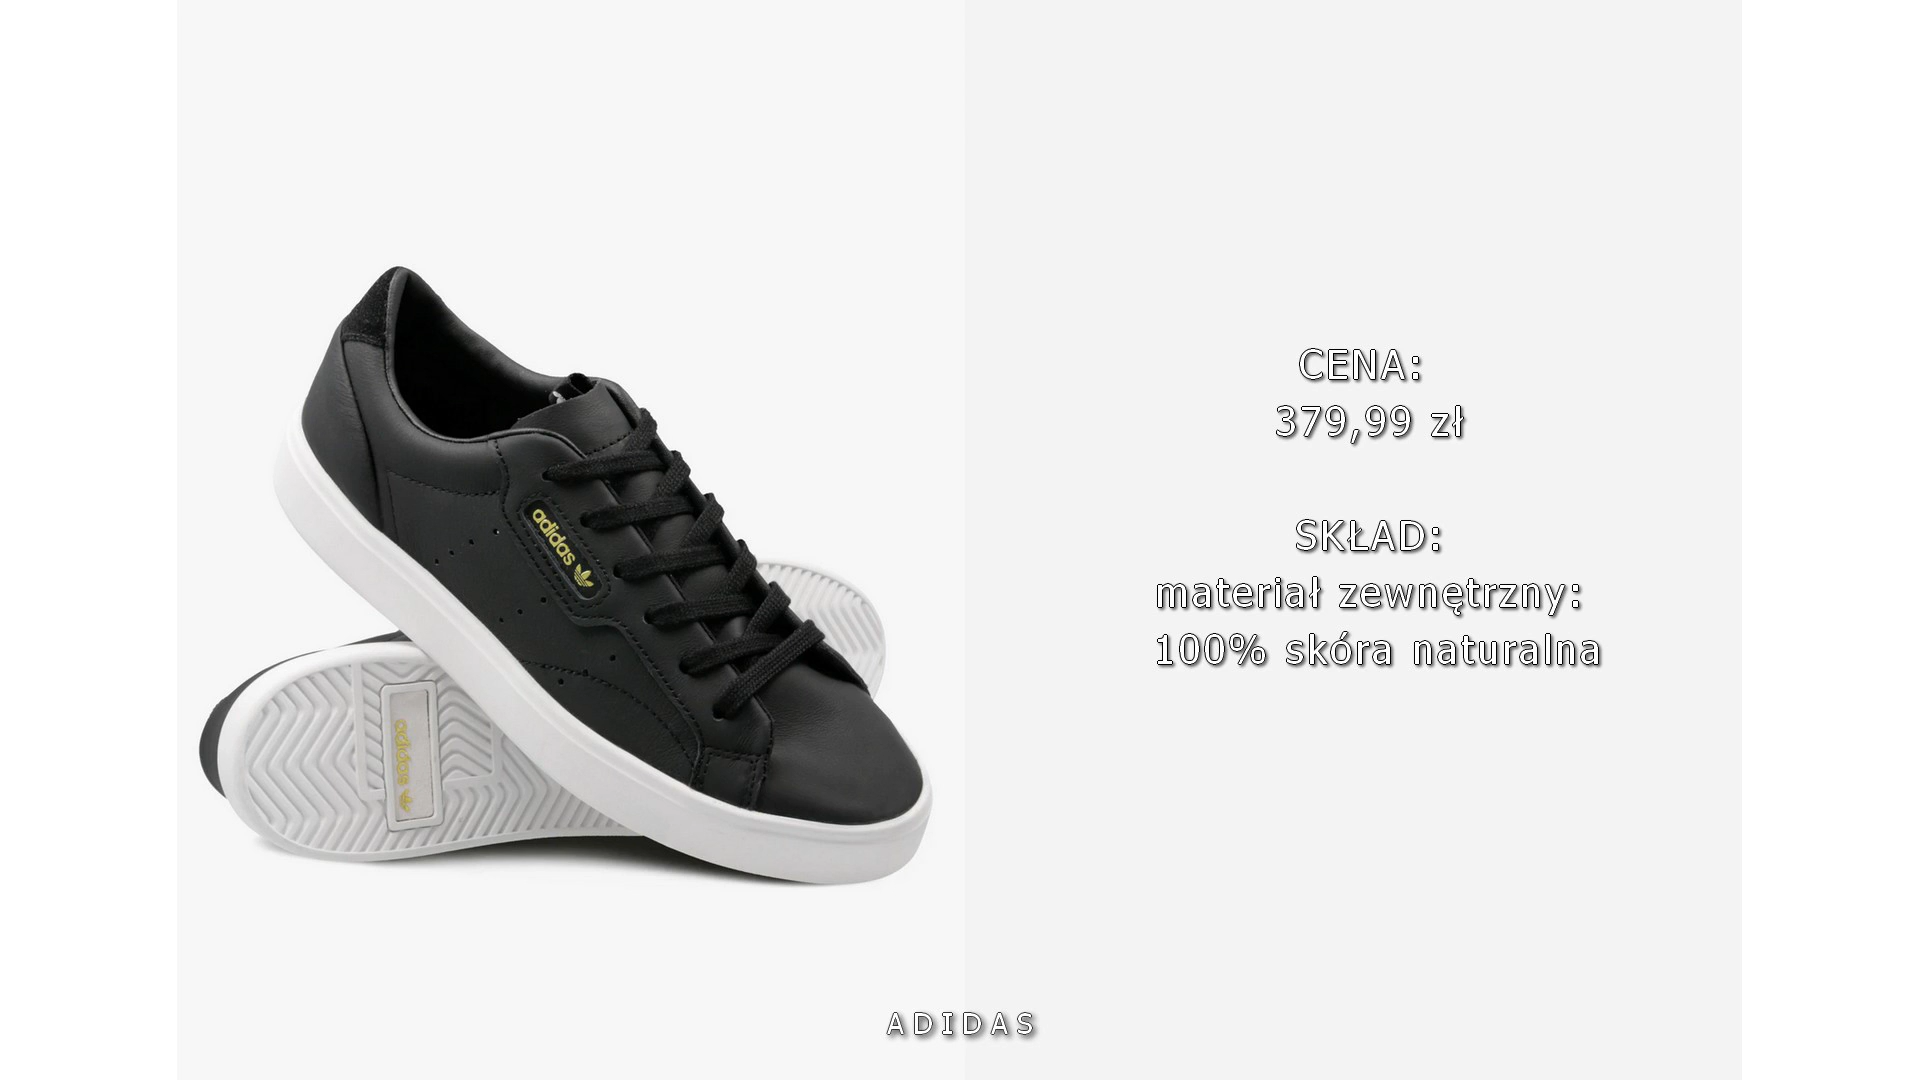 CENA:
379,99 zł
SKŁAD:
materiał zewnętrzny:
100% skóra naturalna
adidas
adidas
ADIDAS